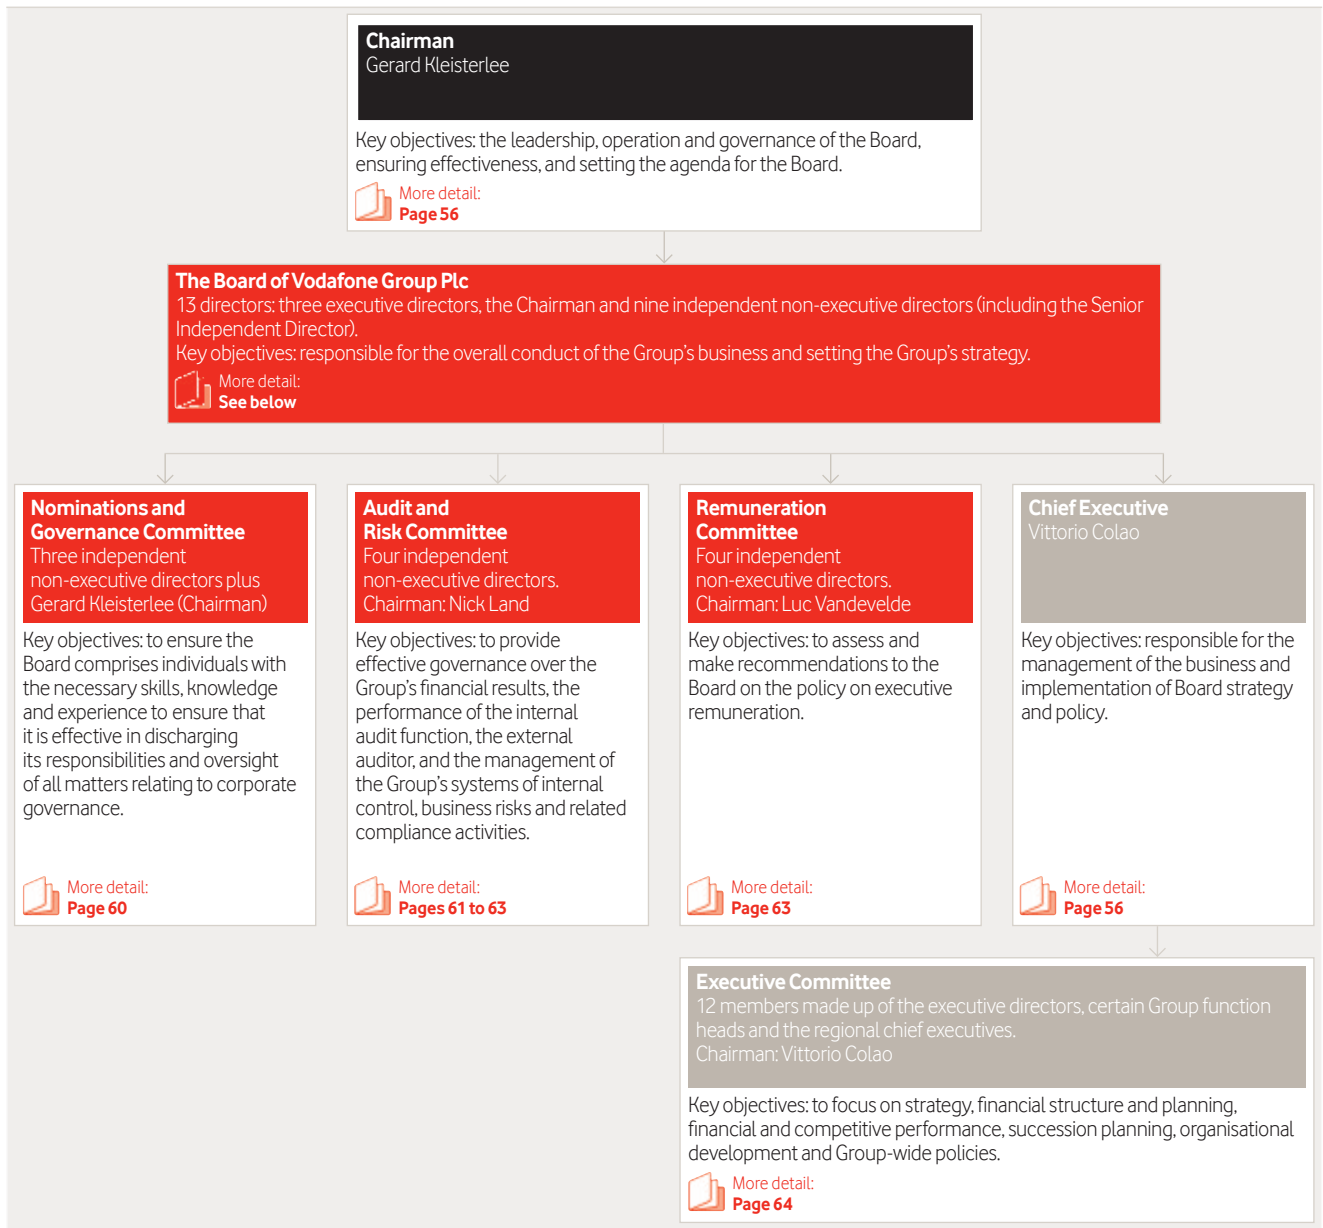 Chairman
Gerard Kleisterlee
Key objectives: the leadership, operation and governance of the Board,
ensuring effectiveness, and setting the agenda for the Board.
More detail:
Page 56
The Board of Vodafone Group Plc
13 directors: three executive directors, the Chairman and nine independent non-executive directors (including the Senior
Independent Director).
Key objectives: responsible for the overall conduct of the Group's business and setting the Group's strategy.
More detail:
See below
Nominations and
Governance Committee
Three independent
non-executive directors plus
Gerard Kleisterlee (Chairman)
Key objectives: to ensure the
Board comprises individuals with
the necessary skills, knowledge
and experience to ensure that
it is effective in discharging
its responsibilities and oversight
of all matters relating to corporate
governance.
More detail:
Page 60
Audit and
Risk Committee
Four independent
non-executive directors.
Chairman: Nick Land
Key objectives: to provide
effective governance over the
Group's financial results, the
performance of the internal
audit function, the external
auditor, and the management of
the Group's systems of internal
control, business risks and related
compliance activities.
More detail:
Pages 61 to 63
Remuneration
Committee
Four independent
non-executive directors.
Chairman: Luc Vandevelde
Key objectives: to assess and
make recommendations to the
Board on the policy on executive
remuneration.
More detail:
Page 63
Chief Executive
Vittorio Colao
Key objectives: responsible for the
management of the business and
implementation of Board strategy
and policy.
More detail:
Page 56
Executive Committee
12 members made up of the executive directors, certain Group function
heads and the regional chief executives.
Chairman: Vittorio Colao
Key objectives: to focus on strategy, financial structure and planning,
financial and competitive performance, succession planning, organisational
development and Group-wide policies.
More detail:
Page 64